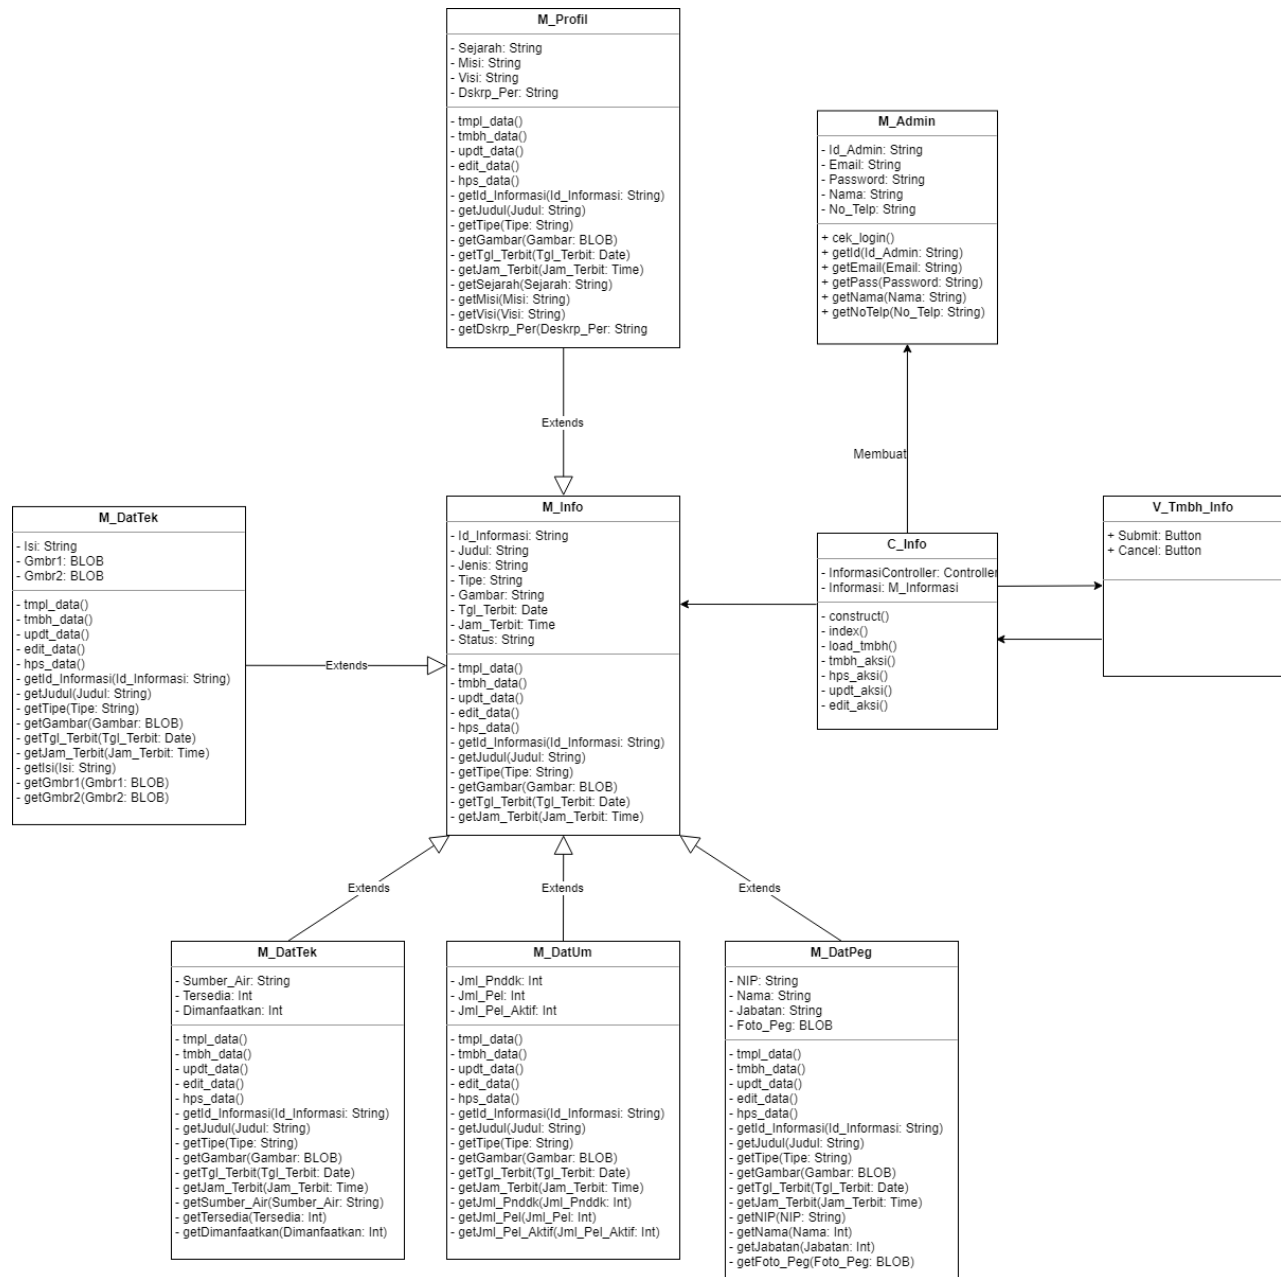 M_Profil
- Sejarah: String
- Misi: String
- Visi: String
- Dskrp_Per: String
- tmpl_data()
- tmbh_data()
- updt_data()
- edit_data()
- hps_data()
- getId_Informasi(Id_Informasi: String)
- getJudul(Judul: String)
- getTipe(Tipe: String)
- getGambar(Gambar: BLOB)
- getTgl_Terbit(Tgl_Terbit: Date)
- getJam_Terbit(Jam_Terbit: Time)
- getSejarah(Sejarah: String)
- getMisi(Misi: String)
- getVisi(Visi: String)
- getDskrp_Per(Deskrp_Per: String
M_Admin
- Id_Admin: String
- Email: String
- Password: String
- Nama: String
- No_Telp: String
+ cek_login()
+ getId(Id_Admin: String)
+ getEmail(Email: String)
+ getPass(Password: String)
+ getNama(Nama: String)
+ getNoTelp(No_Telp: String)
Extends
Membuat
M_DatTek
- Isi: String
- Gmbr1: BLOB
- Gmbr2: BLOB
- tmpl_data()
- tmbh_data()
- updt_data()
- edit_data()
- hps_data()
- getId_Informasi(Id_Informasi: String)
- getJudul(Judul: String)
- getTipe(Tipe: String)
- getGambar(Gambar: BLOB)
- getTgl_Terbit(Tgl_Terbit: Date)
- getJam_Terbit(Jam_Terbit: Time)
- getIsi(Isi: String)
- getGmbr1(Gmbr1: BLOB)
- getGmbr2(Gmbr2: BLOB)
Extends
M_Info
- Id_Informasi: String
- Judul: String
- Jenis: String
- Tipe: String
- Gambar: String
- Tgl_Terbit: Date
- Jam_Terbit: Time
- Status: String
- tmpl_data()
- tmbh_data()
- updt_data()
- edit_data()
- hps_data()
- getId_Informasi(Id_Informasi: String)
- getJudul(Judul: String)
- getTipe(Tipe: String)
- getGambar(Gambar: BLOB)
- getTgl_Terbit(Tgl_Terbit: Date)
- getJam_Terbit(Jam_Terbit: Time)
C_Info
- InformasiController: Controller
- Informasi: M_Informasi
- construct()
- index()
- load_tmbh()
- tmbh_aksi()
- hps_aksi()
- updt_aksi()
- edit_aksi()
V_Tmbh_Info
+ Submit: Button
+ Cancel: Button
Extends
Extends
Extends
M_DatTek
- Sumber_Air: String
- Tersedia: Int
- Dimanfaatkan: Int
- tmpl_data()
- tmbh_data()
- updt_data()
- edit_data()
- hps_data()
- getId_Informasi(Id_Informasi: String)
- getJudul(Judul: String)
- getTipe(Tipe: String)
- getGambar(Gambar: BLOB)
- getTgl_Terbit(Tgl_Terbit: Date)
- getJam_Terbit(Jam_Terbit: Time)
- getSumber_Air(Sumber_Air: String)
- getTersedia(Tersedia: Int)
- getDimanfaatkan(Dimanfaatkan: Int)
M_DatUm
- Jml_Pnddk: Int
- Jml_Pel: Int
- Jml_Pel_Aktif: Int
- tmpl_data()
- tmbh_data()
- updt_data()
- edit_data()
- hps_data()
- getId_Informasi(Id_Informasi: String)
- getJudul(Judul: String)
- getTipe(Tipe: String)
- getGambar(Gambar: BLOB)
- getTgl_Terbit(Tgl_Terbit: Date)
- getJam_Terbit(Jam_Terbit: Time)
- getJml_Pnddk(Jml_Pnddk: Int)
- getJml_Pel(Jml_Pel: Int)
- getJml_Pel_Aktif(Jml_Pel_Aktif: Int)
M_DatPeg
- NIP: String
- Nama: String
- Jabatan: String
- Foto_Peg: BLOB
- tmpl_data()
- tmbh_data()
- updt_data()
- edit_data()
- hps_data()
- getId_Informasi(Id_Informasi: String)
- getJudul(Judul: String)
- getTipe(Tipe: String)
- getGambar(Gambar: BLOB)
- getTgl_Terbit(Tgl_Terbit: Date)
- getJam_Terbit(Jam_Terbit: Time)
- getNIP(NIP: String)
- getNama(Nama: Int)
- getJabatan(Jabatan: Int)
- getFoto_Peg(Foto_Peg: BLOB)